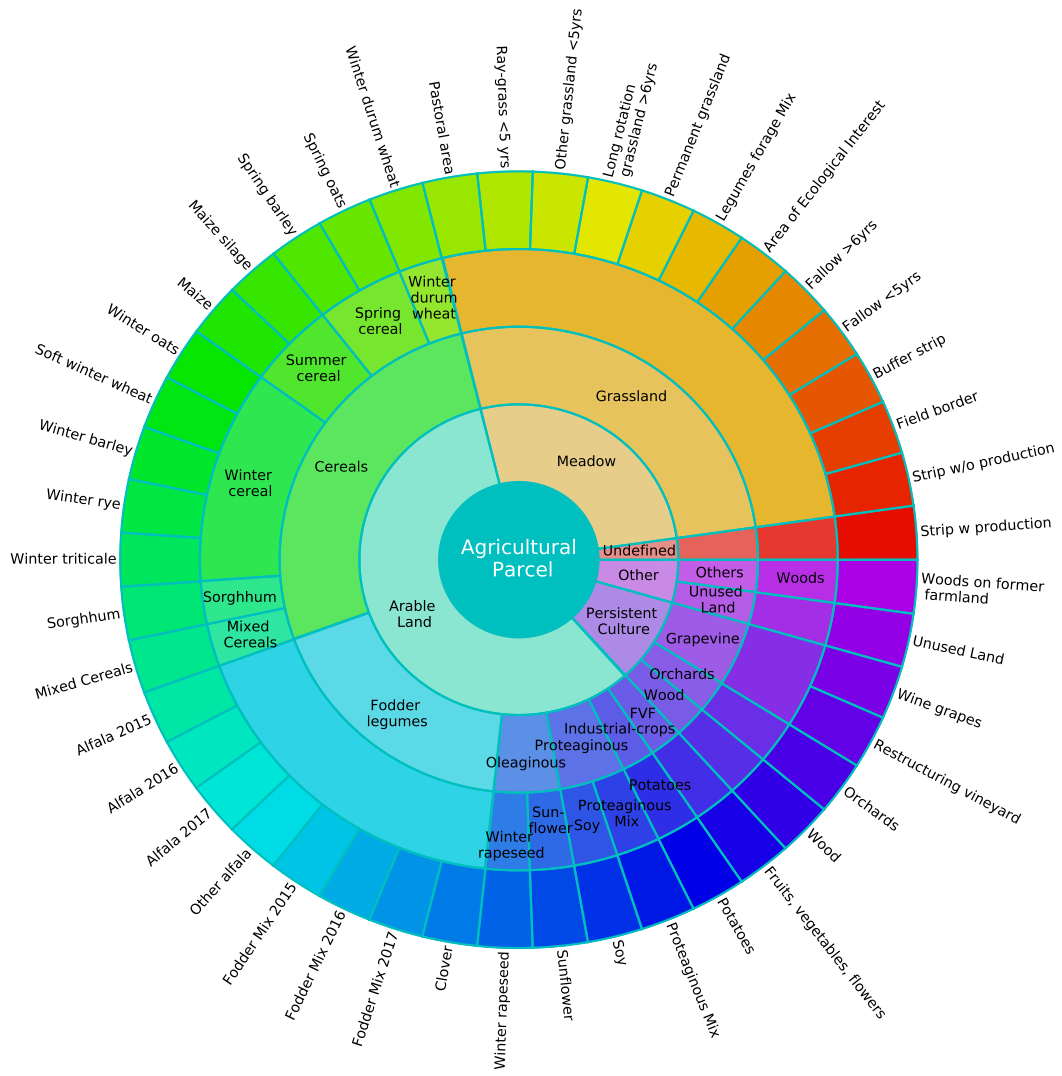 Agricultural
Parcel
Meadow
Undefined
Other
Persistent
Culture
Arable
Land
Grassland
Others
Unused
Land
Grapevine
Orchards
Wood
FVF
Industrial-crops
Proteaginous
Oleaginous
Fodder
legumes
Cereals
Woods
Potatoes
Proteaginous
Mix
Soy
Sun-
flower
Winter
rapeseed
Mixed
Cereals
Sorghhum
Winter
cereal
Summer
cereal
Spring
cereal
Winter
durum
wheat
Pastoral area
Ray-grass <5 yrs
Other grassland <5yrs
Long rotation
grassland >6yrs
Permanent grassland
Legumes forage Mix
Area of Ecological Interest
Fallow >6yrs
Fallow <5yrs
Buffer strip
Field border
Strip w/o production
Strip w production
Woods on former
farmland
Unused Land
Wine grapes
Restructuring vineyard
Orchards
Wood
Fruits, vegetables, flowers
Potatoes
Proteaginous Mix
Soy
Sunflower
Winter rapeseed
Clover
Fodder Mix 2017
Fodder Mix 2016
Fodder Mix 2015
Other alfala
Alfala 2017
Alfala 2016
Alfala 2015
Mixed Cereals
Sorghhum
Winter triticale
Winter rye
Winter barley
Soft winter wheat
Winter oats
Maize
Maize silage
Spring barley
Spring oats
Winter durum wheat